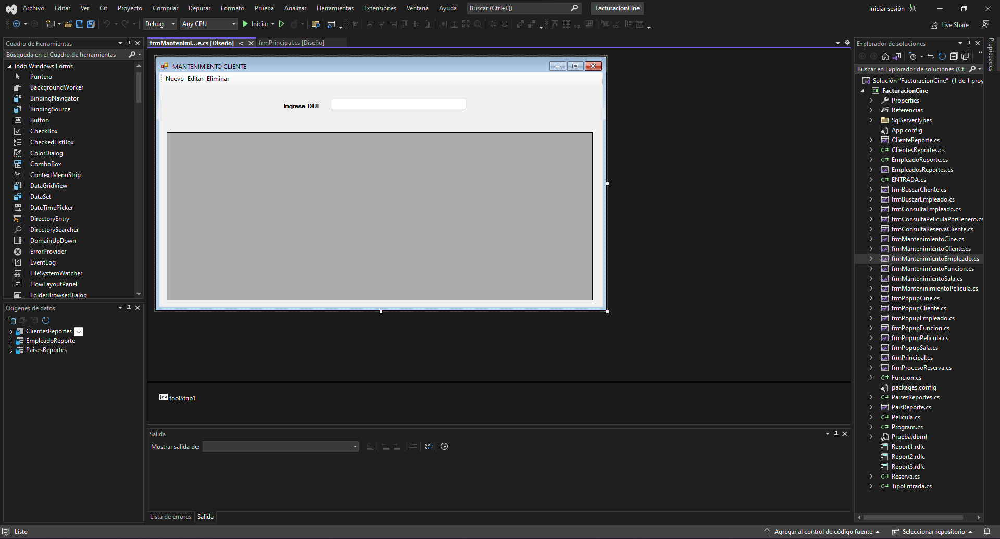 Archivo Editar Ver Git Proyecto Compilar Depurar Formato Prueba Analizar Herramientas Extensiones Ventana Ayuda Buscar (Ctrl+Q) FacturacionCine Iniciar sesión
Debug Any CPU Iniciar Live Share
Cuadro de herramientas
Búsqueda en el Cuadro de herramientas
Todo Windows Forms
Puntero
BackgroundWorker
BindingNavigator
BindingSource
Button
CheckBox
CheckedListBox
ColorDialog
ComboBox
ContextMenuStrip
DataGridView
DataSet
DateTimePicker
DirectoryEntry
DirectorySearcher
DomainUpDown
ErrorProvider
EventLog
FileSystemWatcher
FlowLayoutPanel
FolderBrowserDialog
Orígenes de datos
ClientesReportes
EmpleadoReporte
PaisesReportes
frmMantenimi...e.cs [Diseño] frmPrincipal.cs [Diseño]
MANTENIMIENTO CLIENTE
Nuevo Editar Eliminar
Ingrese DUI
toolStrip1
Salida
Mostrar salida de:
Lista de errores Salida
Explorador de soluciones
Buscar en Explorador de soluciones (Ctr
Solución "FacturacionCine" (1 de 1 proy
FacturacionCine
Properties
Referencias
SqlServerTypes
App.config
ClienteReporte.cs
ClientesReportes.cs
EmpleadoReporte.cs
EmpleadosReportes.cs
ENTRADA.cs
frmBuscarCliente.cs
frmBuscarEmpleado.cs
frmConsultaEmpleado.cs
frmConsultaPeliculaPorGenero.cs
frmConsultaReservaCliente.cs
frmMantenimientoCine.cs
frmMantenimientoCliente.cs
frmMantenimientoEmpleado.cs
frmMantenimientoFuncion.cs
frmMantenimientoSala.cs
frmManteninimientoPelicula.cs
frmPopupCine.cs
frmPopupCliente.cs
frmPopupEmpleado.cs
frmPopupFuncion.cs
frmPopupPelicula.cs
frmPopupSala.cs
frmPrincipal.cs
frmProcesoReserva.cs
Funcion.cs
packages.config
PaisesReportes.cs
PaisReporte.cs
Pelicula.cs
Program.cs
Prueba.dbml
Report1.rdlc
Report2.rdlc
Report3.rdlc
Reserva.cs
TipoEntrada.cs
Propiedades
Listo
Agregar al control de código fuente Seleccionar repositorio